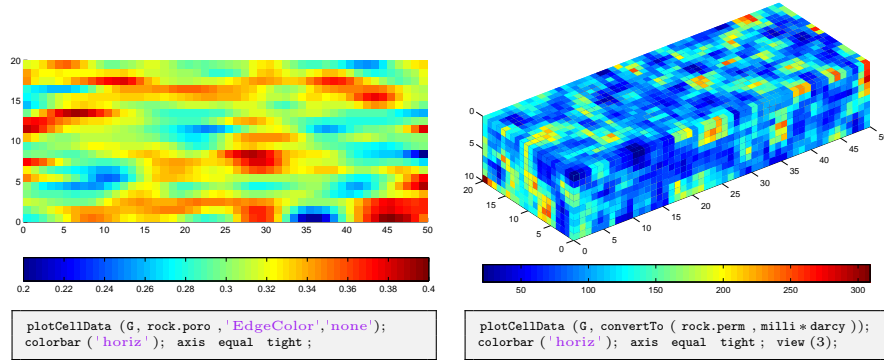 20
15
10
5
0
0 5 10 15 20 25 30 35 40 45 50
0.2 0.22 0.24 0.26 0.28 0.3 0.32 0.34 0.36 0.38 0.4
plotCellData (G, rock.poro ,'EdgeColor','none');
colorbar ('horiz'); axis equal tight ;
0
5
10
20
15
10
5
0
0 5 10 15 20 25 30 35 40 45 50
50 100 150 200 250 300
plotCellData (G, convertTo ( rock.perm , milli * darcy ));
colorbar ('horiz'); axis equal tight ; view (3);